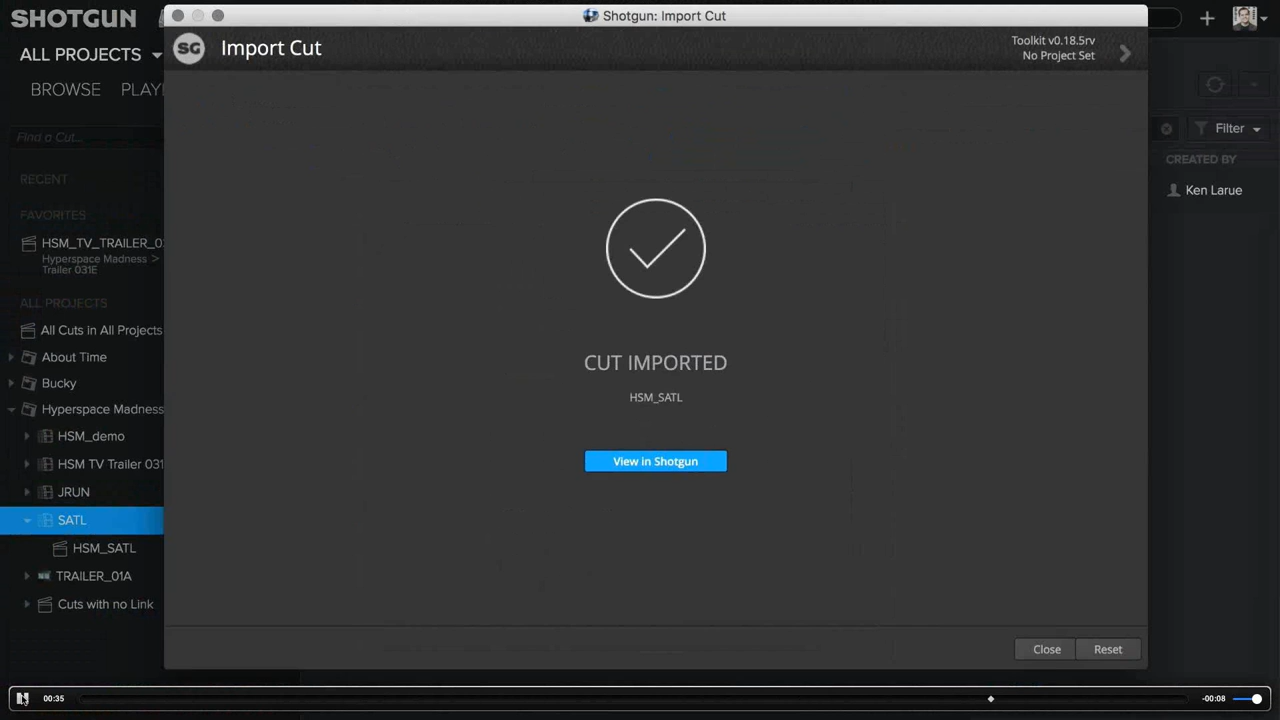 SHOTGUN
Shotgun: Import Cut
SG
Import Cut
Toolkit v0.18.5rv
No Project Set
ALL PROJECTS
BROWSE
Find a Cut...
Filter
CREATED BY
Ken Larue
RECENT
FAVORITES
HSM_TV_TRAILER_0
Hyperspace Madness >
Trailer 031E
ALL PROJECTS
All Cuts in All Projects
About Time
Bucky
Hyperspace Madness
HSM_demo
HSM TV Trailer 031
JRUN
SATL
HSM_SATL
TRAILER_01A
Cuts with no Link
CUT IMPORTED
HSM_SATL
View in Shotgun
Close
Reset
00:35
-00:08